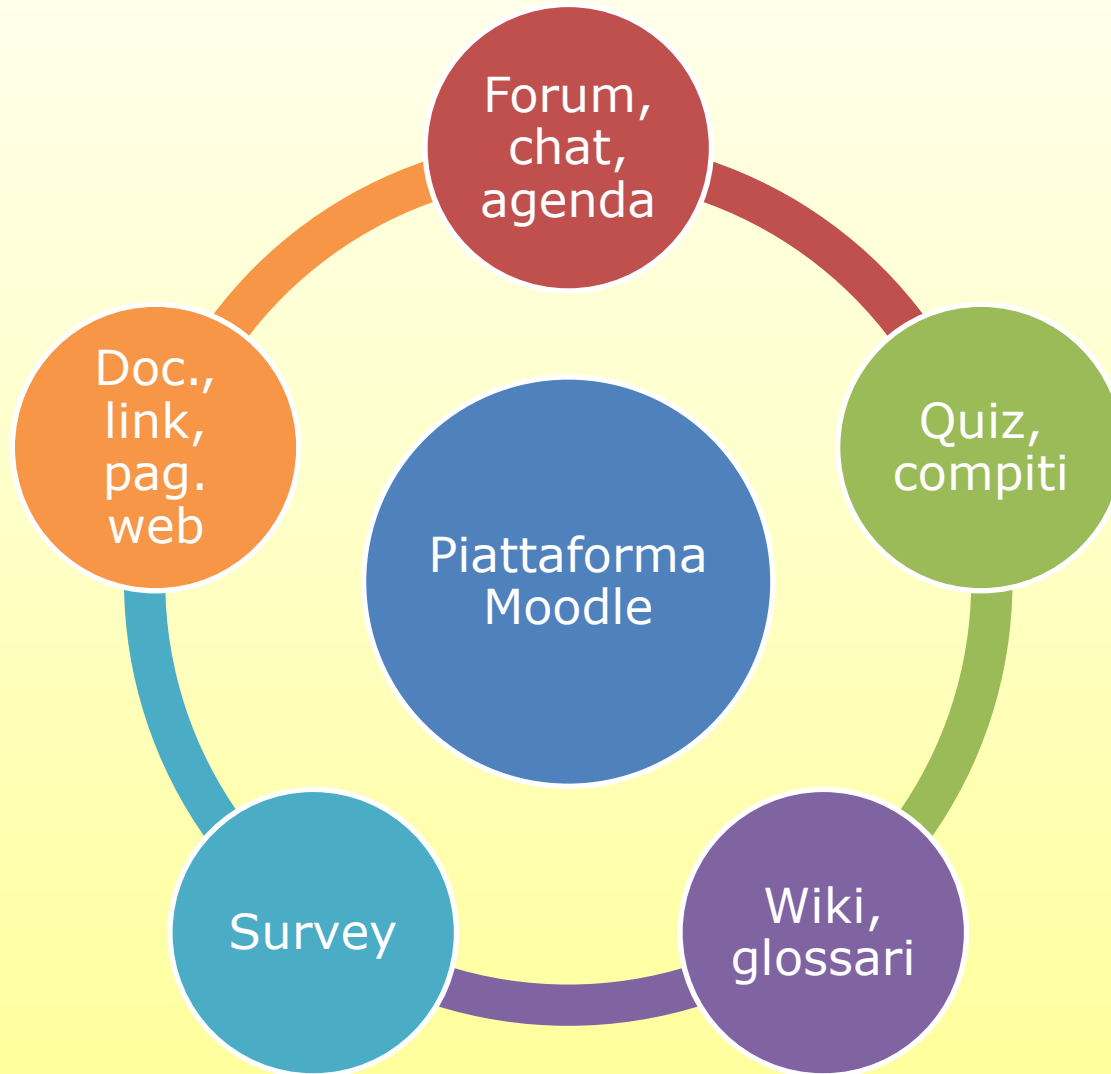 Forum,
chat,
agenda
Quiz,
compiti
Wiki,
glossari
Survey
Doc.,
link,
pag.
web
Piattaforma
Moodle